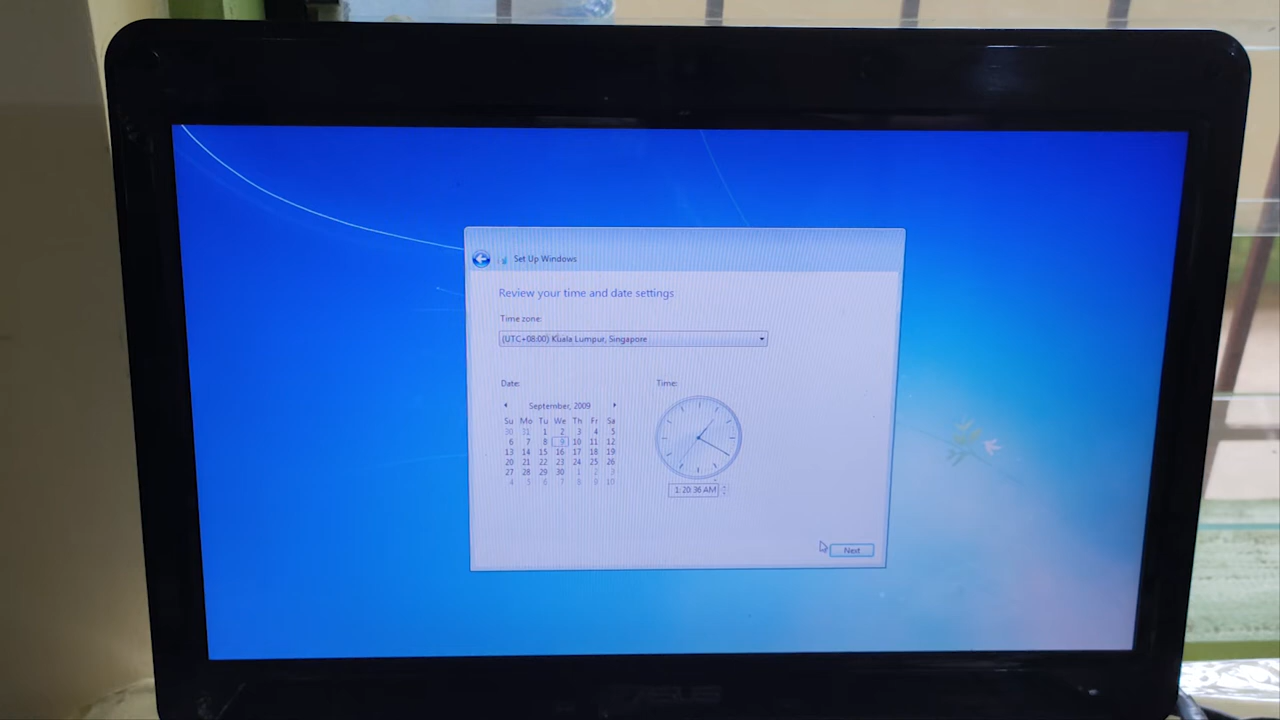 Set Up Windows
Review your time and date settings
Time zone:
(UTC+08:00) Kuala Lumpur, Singapore
Date:
Time:
September, 2009
Su Mo Tu We Th Fr Sa
30 31 1 2 3 4 5
6 7 8 9 10 11 12
13 14 15 16 17 18 19
20 21 22 23 24 25 26
27 28 29 30 1 2 3
4 5 6 7 8 9 10
1:20:36 AM
Next
ASUS